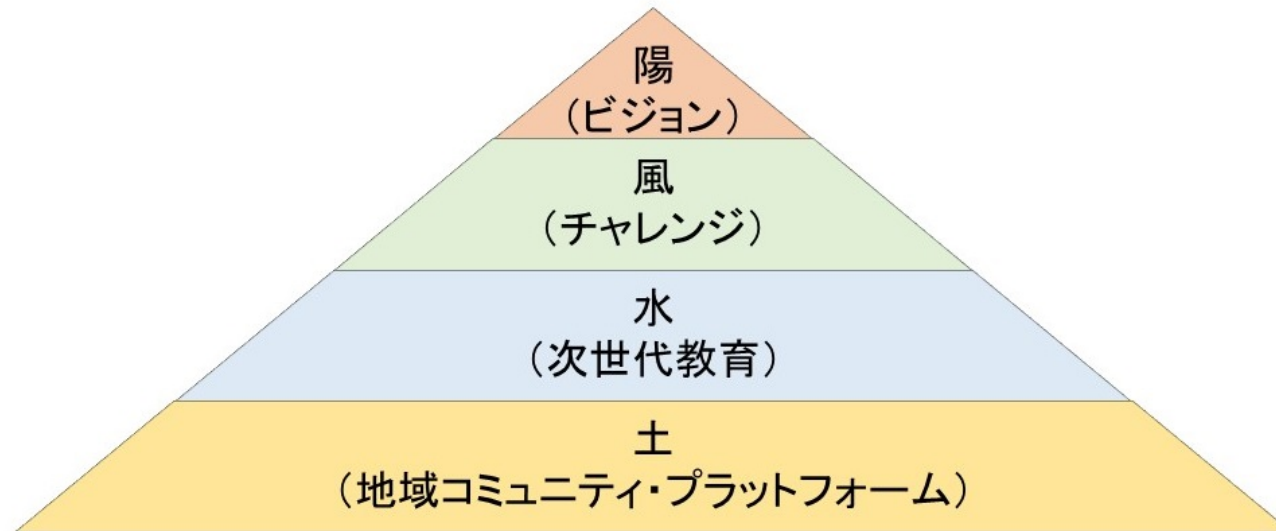 陽
（ビジョン）
風
（チャレンジ）
水
（次世代教育）
土
（地域コミュニティ・プラットフォーム）